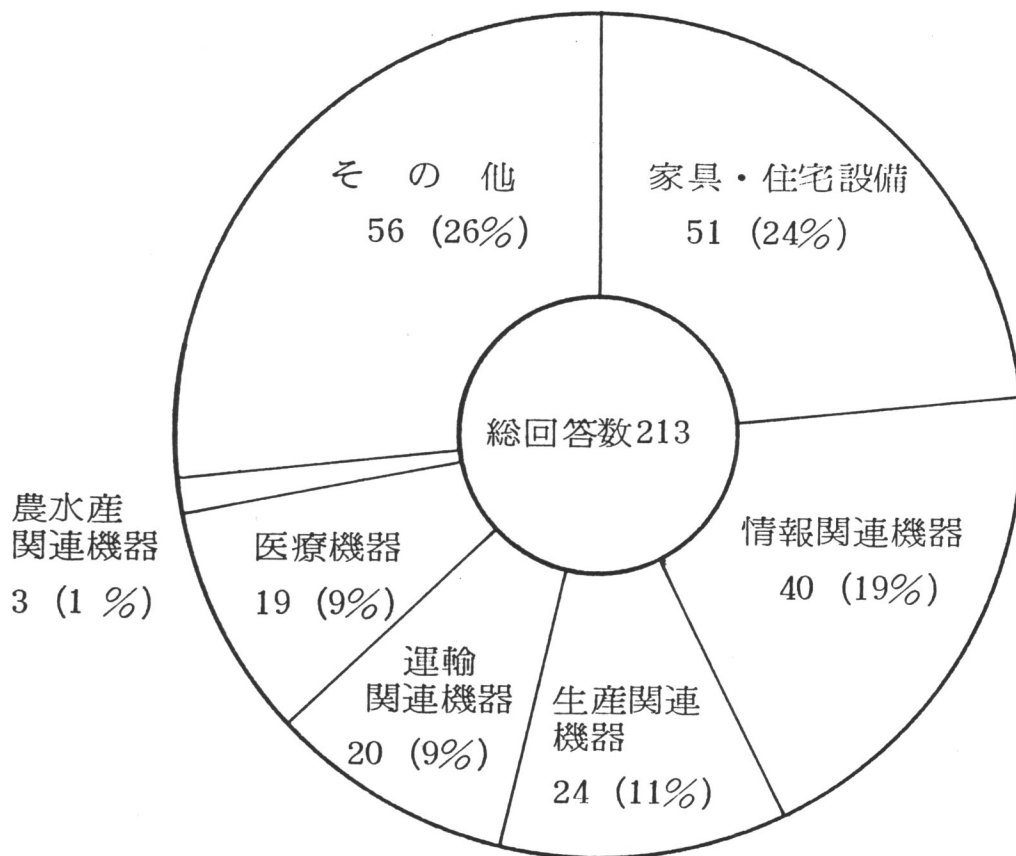 その他
56 (26%)
家具・住宅設備
51 (24%)
総回答数213
情報関連機器
40 (19%)
生産関連
機器
24 (11%)
運輸
関連機器
20 (9%)
医療機器
19 (9%)
農水産
関連機器
3 (1 %)